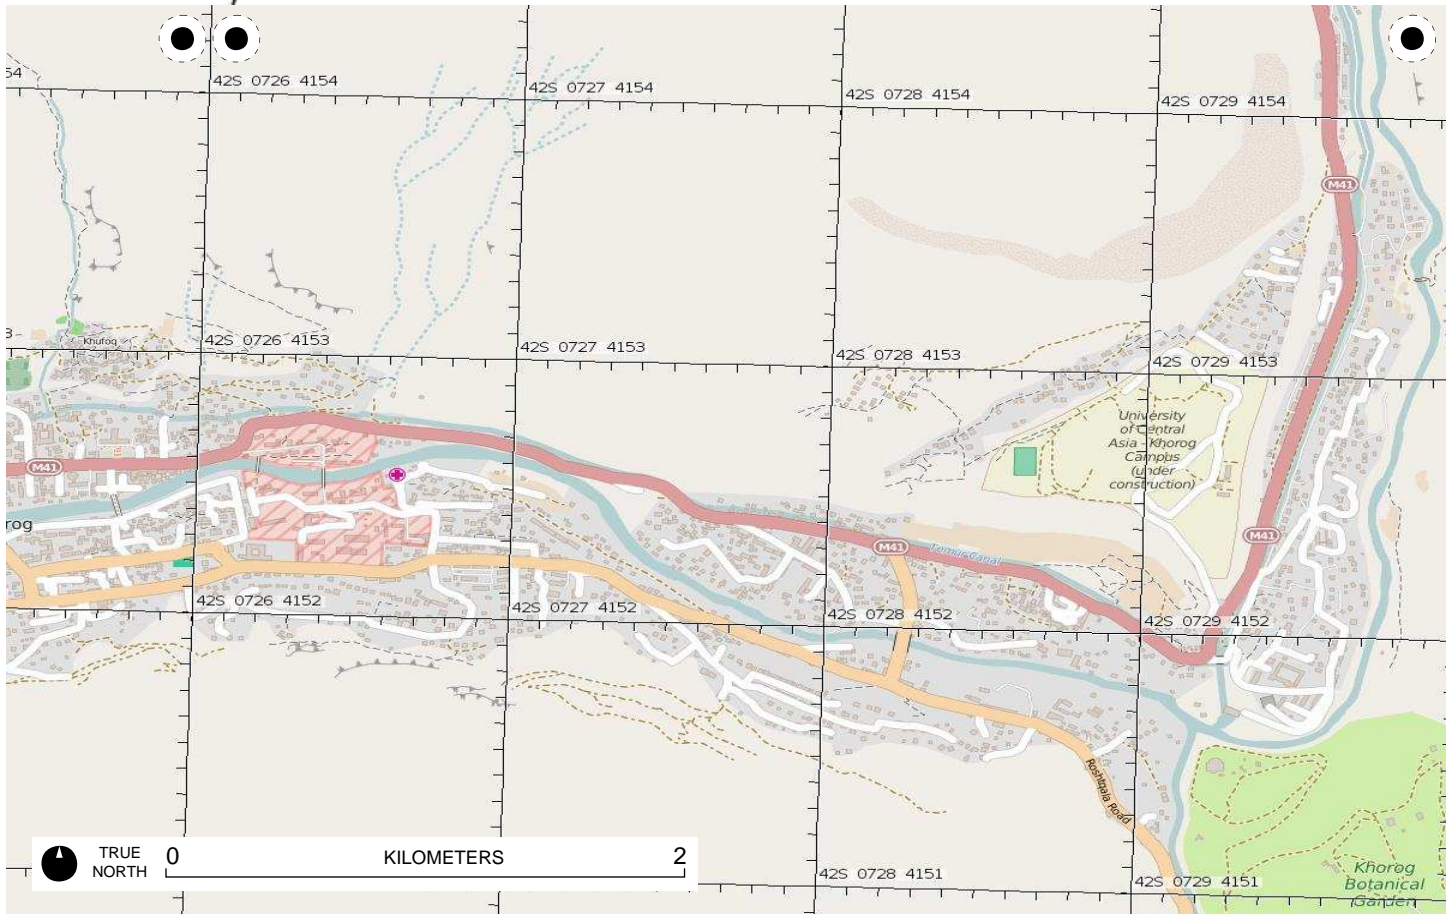 54
42S 0726 4154
42S 0727 4154
42S 0728 4154
42S 0729 4154
M41
Khufog
42S 0726 4153
42S 0727 4153
42S 0728 4153
42S 0729 4153
University
of Central
Asia - Khorog
Campus
(under
construction)
M41
rog
M41
Temur Canal
M41
42S 0726 4152
42S 0727 4152
42S 0728 4152
42S 0729 4152
Roshtqala Road
TRUE
NORTH
0
KILOMETERS
2
42S 0728 4151
42S 0729 4151
Khorog
Botanical
Garden